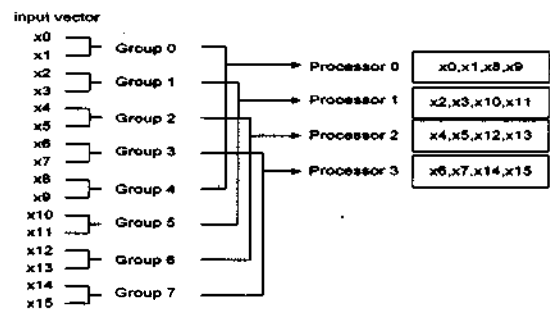 input vector
x0
x1
Group 0
x2
x3
Group 1
x4
x5
Group 2
x6
x7
Group 3
x8
x9
Group 4
x10
x11
Group 5
x12
x13
Group 6
x14
x15
Group 7
Processor 0
x0,x1,x8,x9
Processor 1
x2,x3,x10,x11
Processor 2
x4,x5,x12,x13
Processor 3
x6,x7,x14,x15